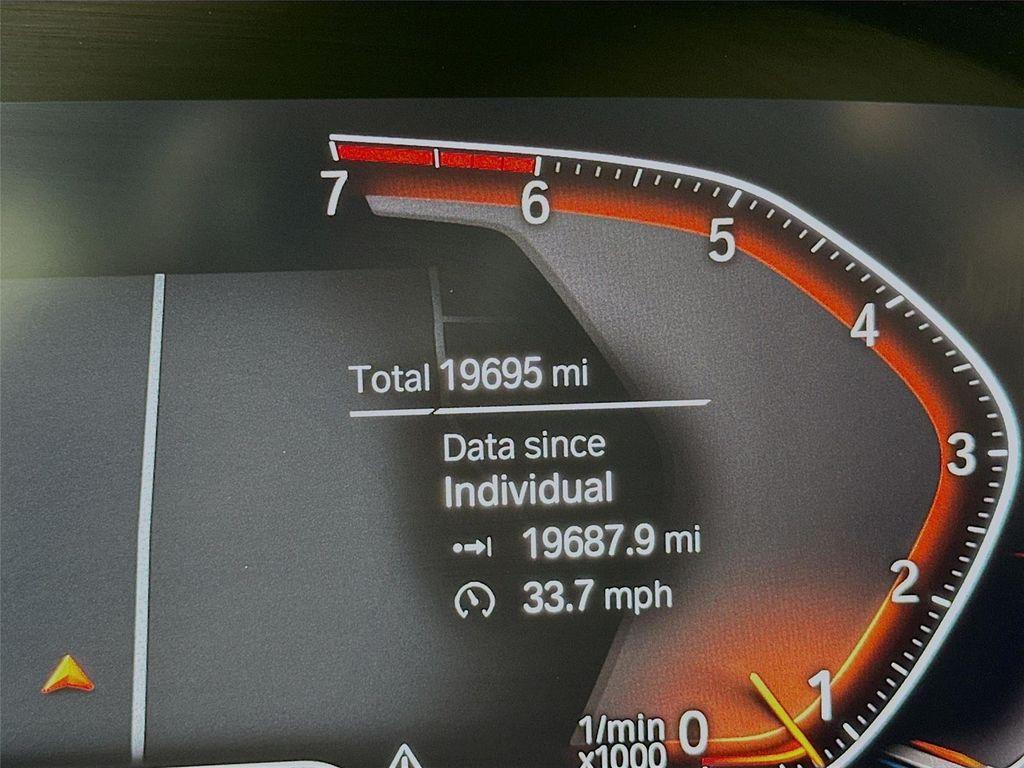 7
6
5
4
Total 19695 mi
Data since
3
Individual
19687.9 mi
2
33.7 mph
1
1/min 0
x1000